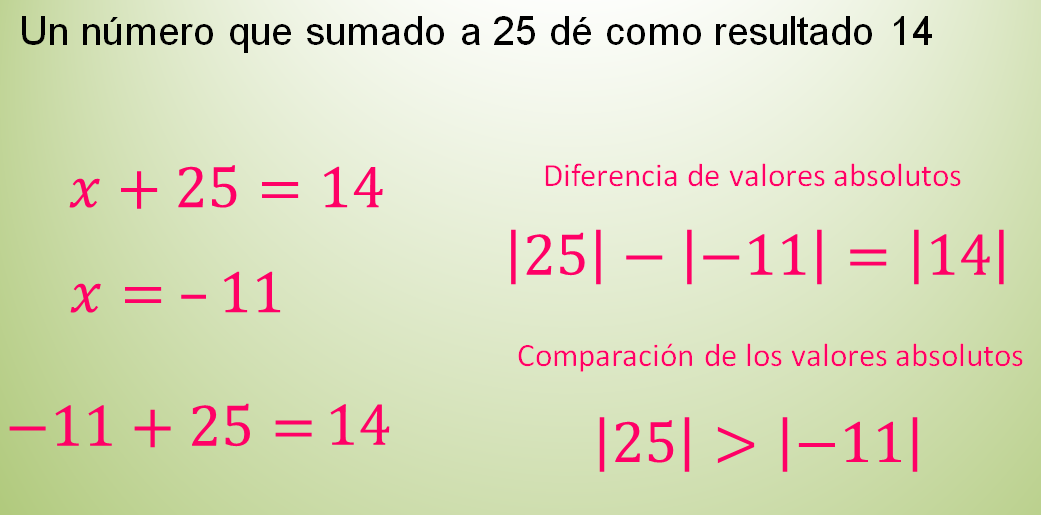 Un número que sumado a 25 dé como resultado 14
x + 25 = 14
x = – 11
−11 + 25 = 14
Diferencia de valores absolutos
|25| − |−11| = |14|
Comparación de los valores absolutos
|25| > |−11|